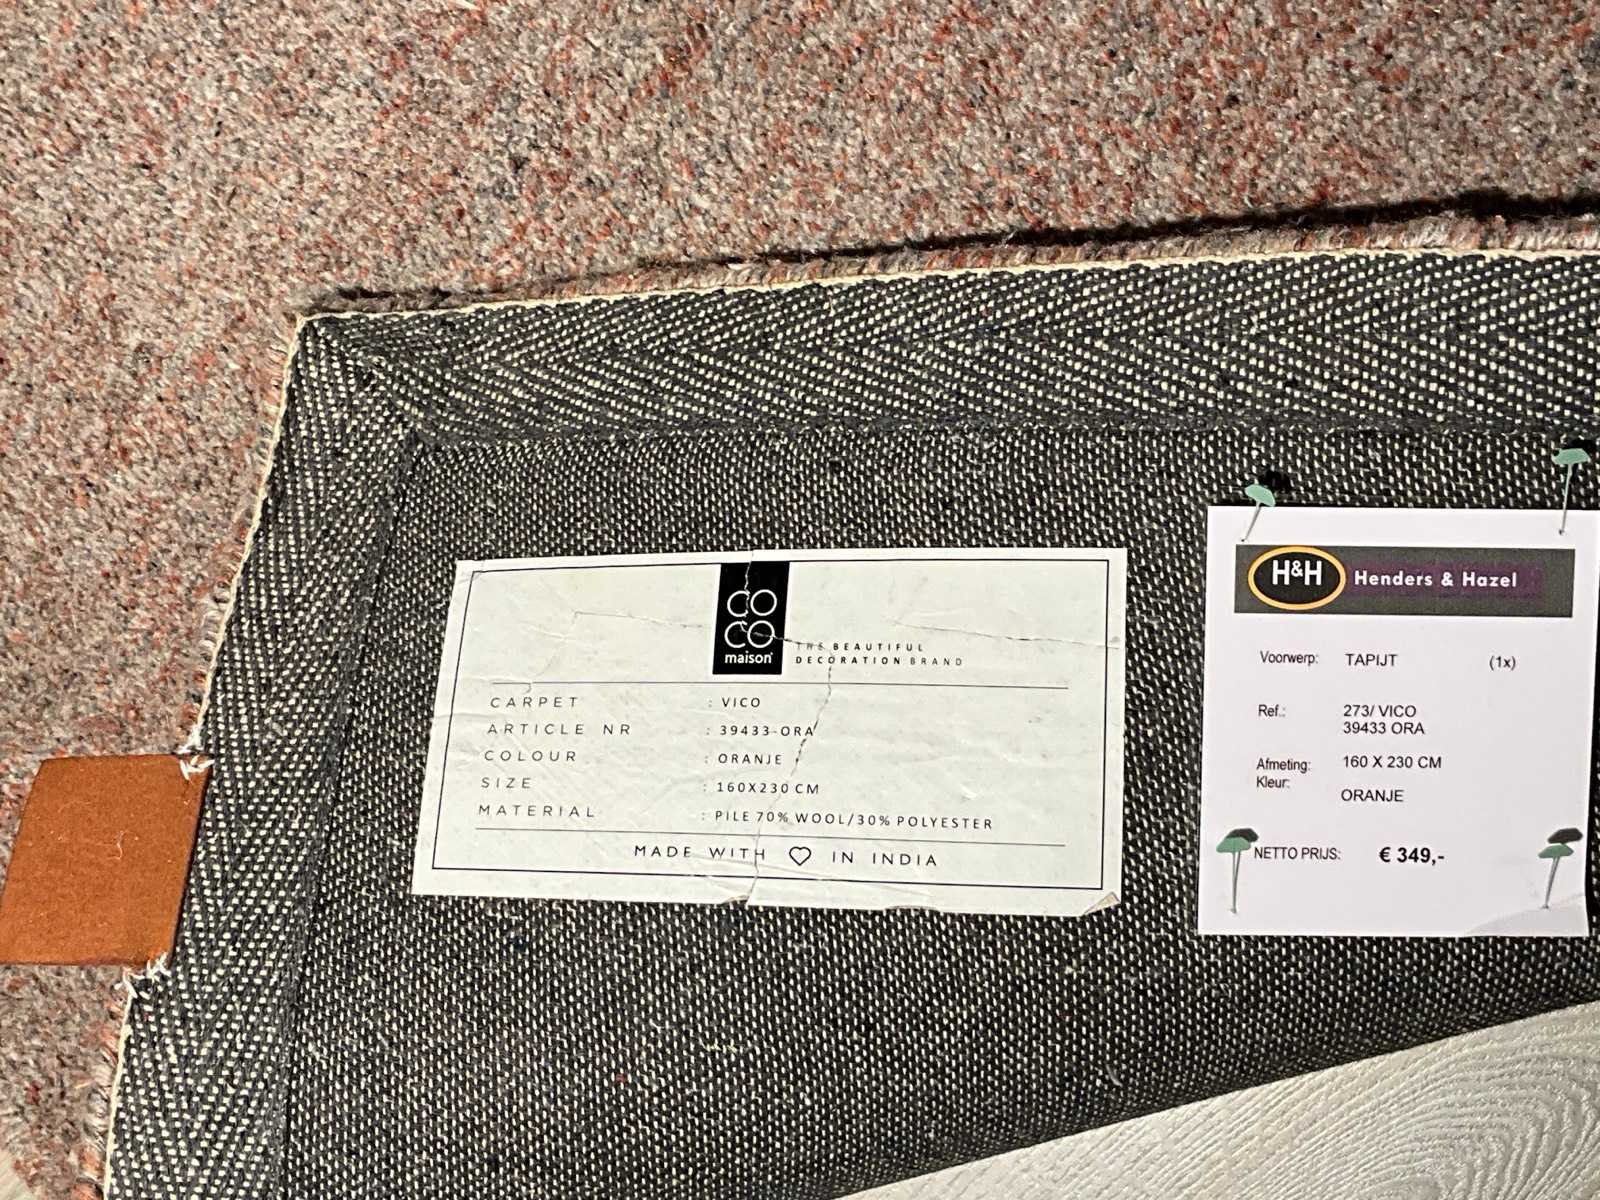 CO
CO
maison
THE BEAUTIFUL
DECORATION BRAND
CARPET : VICO
ARTICLE NR : 39433-ORA
COLOUR : ORANJE
SIZE : 160X230 CM
MATERIAL : PILE 70% WOOL/30% POLYESTER
MADE WITH ♡ IN INDIA
H&H Henders & Hazel
Voorwerp: TAPIJT (1x)
Ref.: 273/ VICO
39433 ORA
Afmeting: 160 X 230 CM
Kleur:
ORANJE
NETTO PRIJS: € 349,-